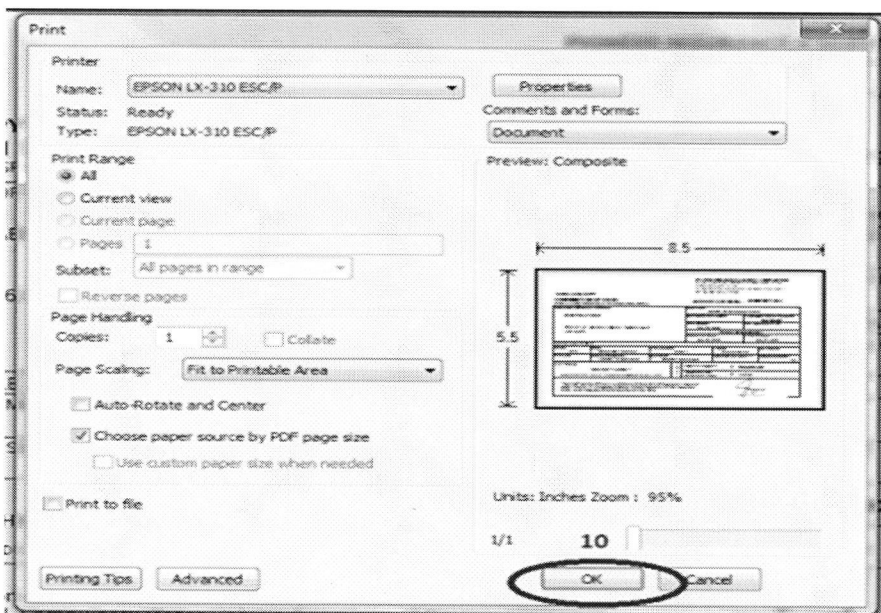 Print
Printer
Name: EPSON LX-310 ESC/P
Properties
Status: Ready
Comments and Forms:
Type: EPSON LX-310 ESC/P
Document
Print Range
All
Current view
Current page
Pages 1
Subset: All pages in range
Reverse pages
Page Handling
Copies: 1 Collate
Page Scaling: Fit to Printable Area
Auto-Rotate and Center
Choose paper source by PDF page size
Use custom paper size when needed
Print to file
Preview: Composite
8.5
5.5
Units: Inches Zoom : 95%
1/1 10
Printing Tips Advanced OK Cancel